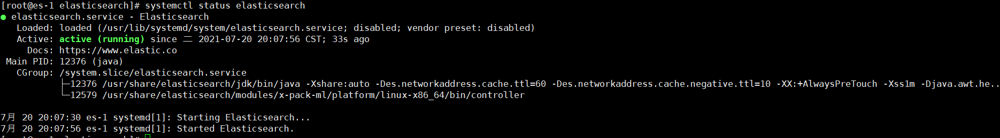 [root@es-1 elasticsearch]# systemctl status elasticsearch
● elasticsearch.service - Elasticsearch
   Loaded: loaded (/usr/lib/systemd/system/elasticsearch.service; disabled; vendor preset: disabled)
   Active: active (running) since 二 2021-07-20 20:07:56 CST; 33s ago
     Docs: https://www.elastic.co
 Main PID: 12376 (java)
   CGroup: /system.slice/elasticsearch.service
           ├─12376 /usr/share/elasticsearch/jdk/bin/java -Xshare:auto -Des.networkaddress.cache.ttl=60 -Des.networkaddress.cache.negative.ttl=10 -XX:+AlwaysPreTouch -Xss1m -Djava.awt.he..
           └─12579 /usr/share/elasticsearch/modules/x-pack-ml/platform/linux-x86_64/bin/controller
7月 20 20:07:30 es-1 systemd[1]: Starting Elasticsearch...
7月 20 20:07:56 es-1 systemd[1]: Started Elasticsearch.